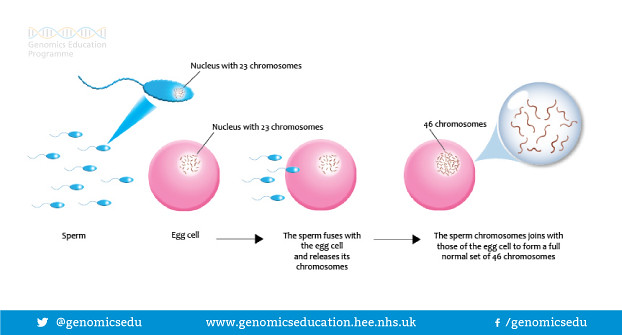 Genomics Education
Programme
Nucleus with 23 chromosomes
Nucleus with 23 chromosomes
46 chromosomes
Sperm
Egg cell
The sperm fuses with
the egg cell
and releases its
chromosomes
The sperm chromosomes joins with
those of the egg cell to form a full
normal set of 46 chromosomes
@genomicsedu
www.genomicseducation.hee.nhs.uk
f /genomicsedu